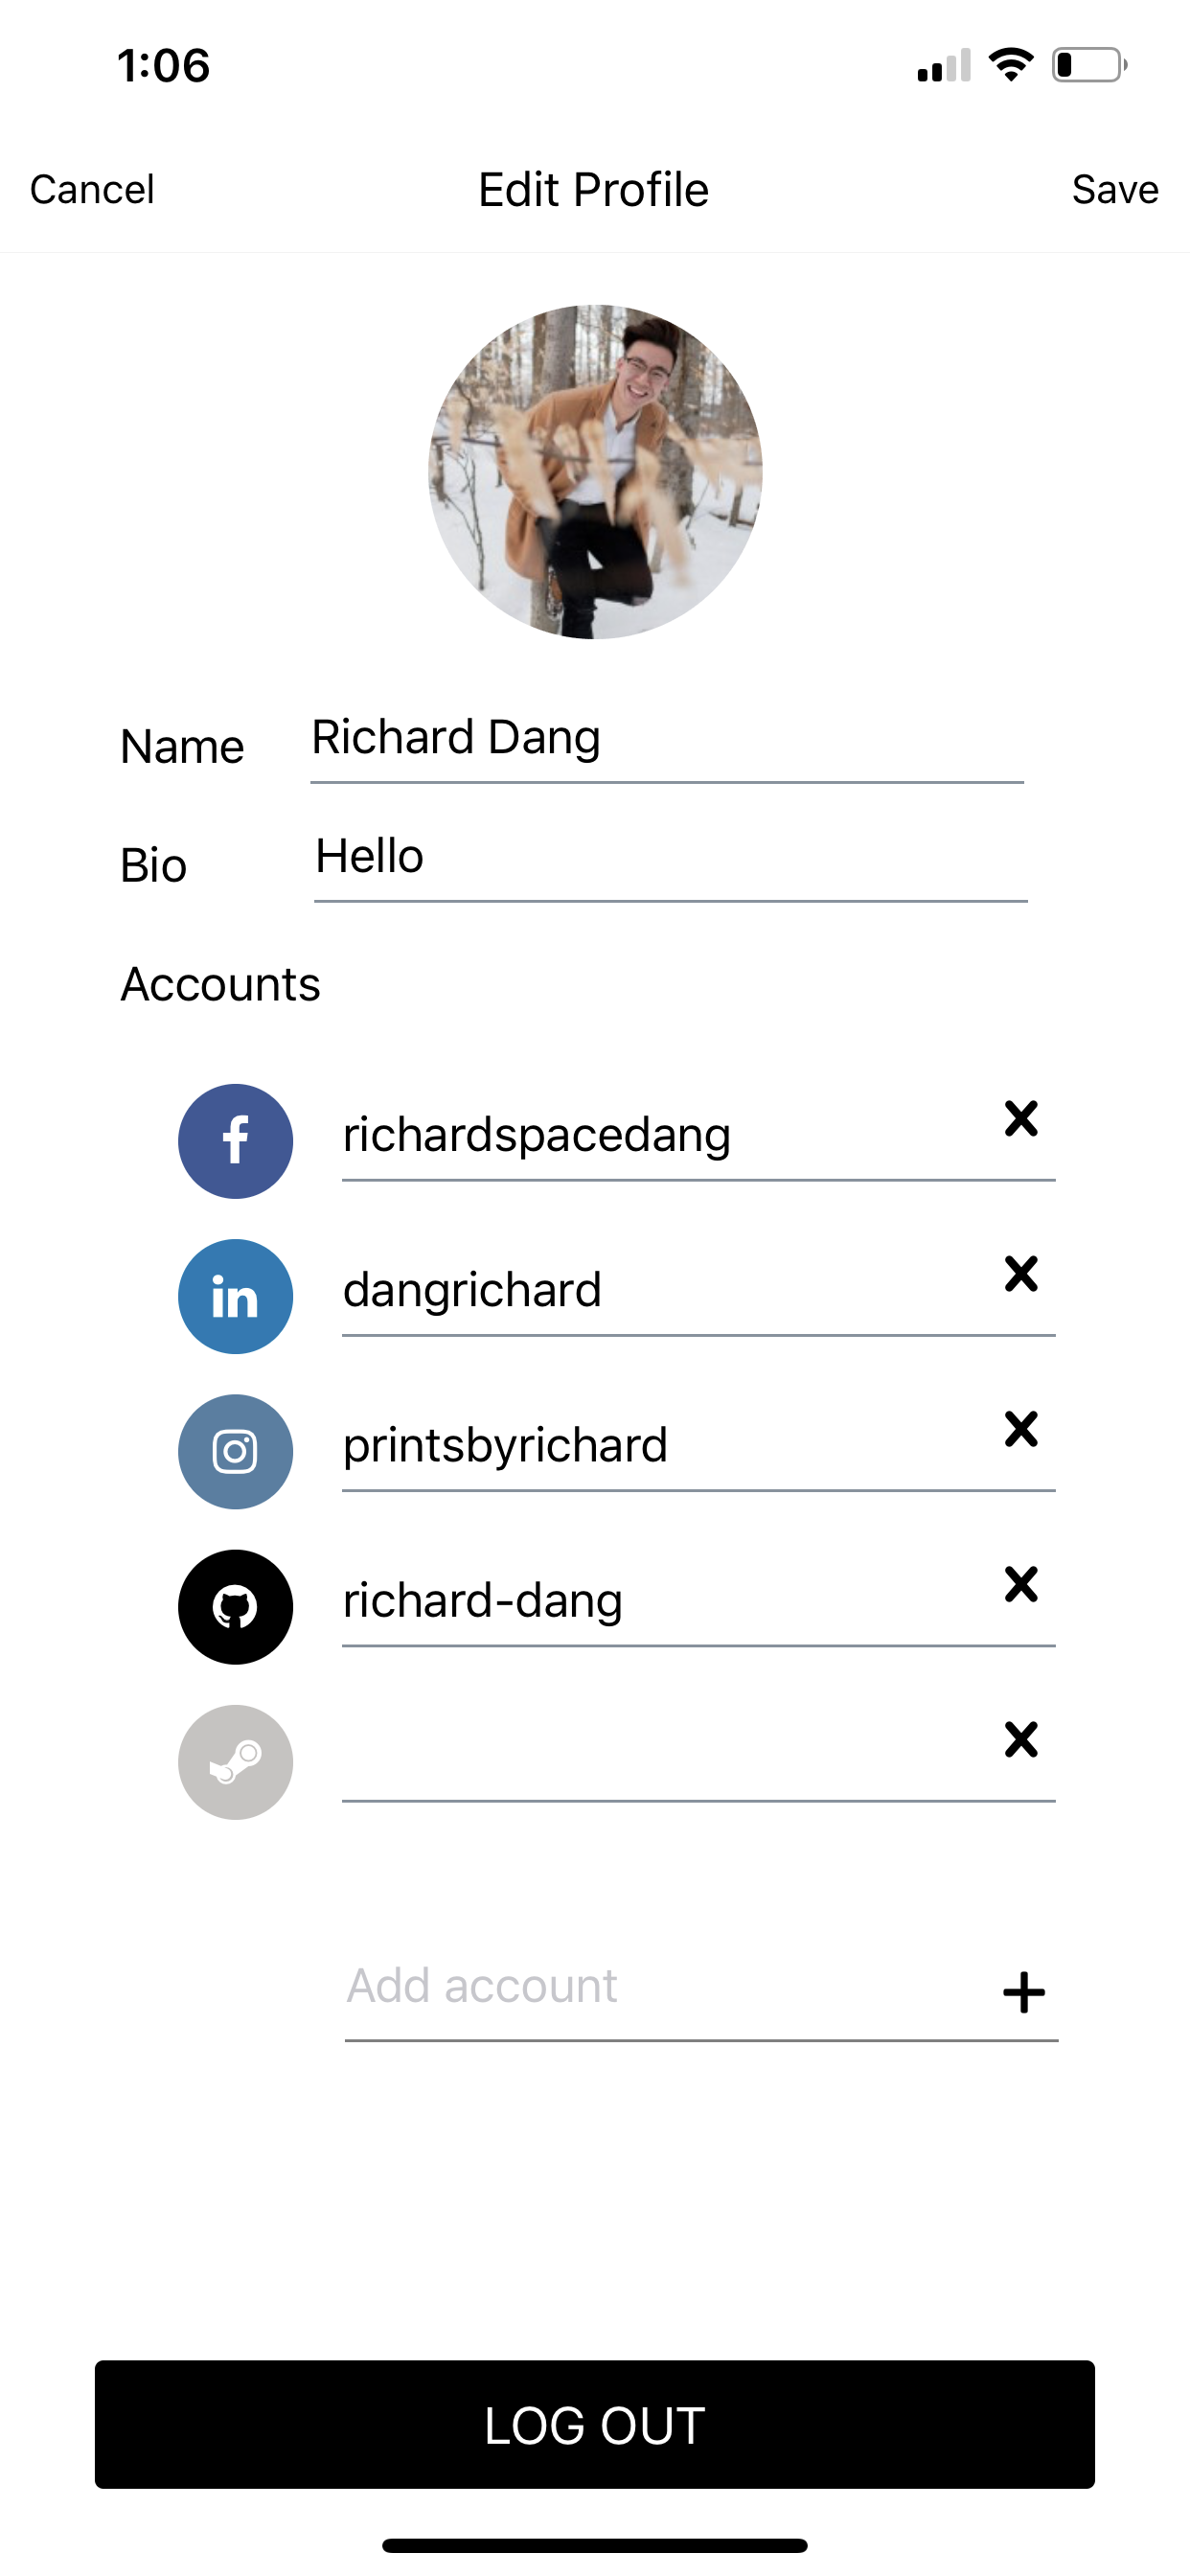 1:06
Cancel Edit Profile Save
Name Richard Dang
Bio Hello
Accounts
richardspacedang
dangrichard
printsbyrichard
richard-dang
Add account
LOG OUT